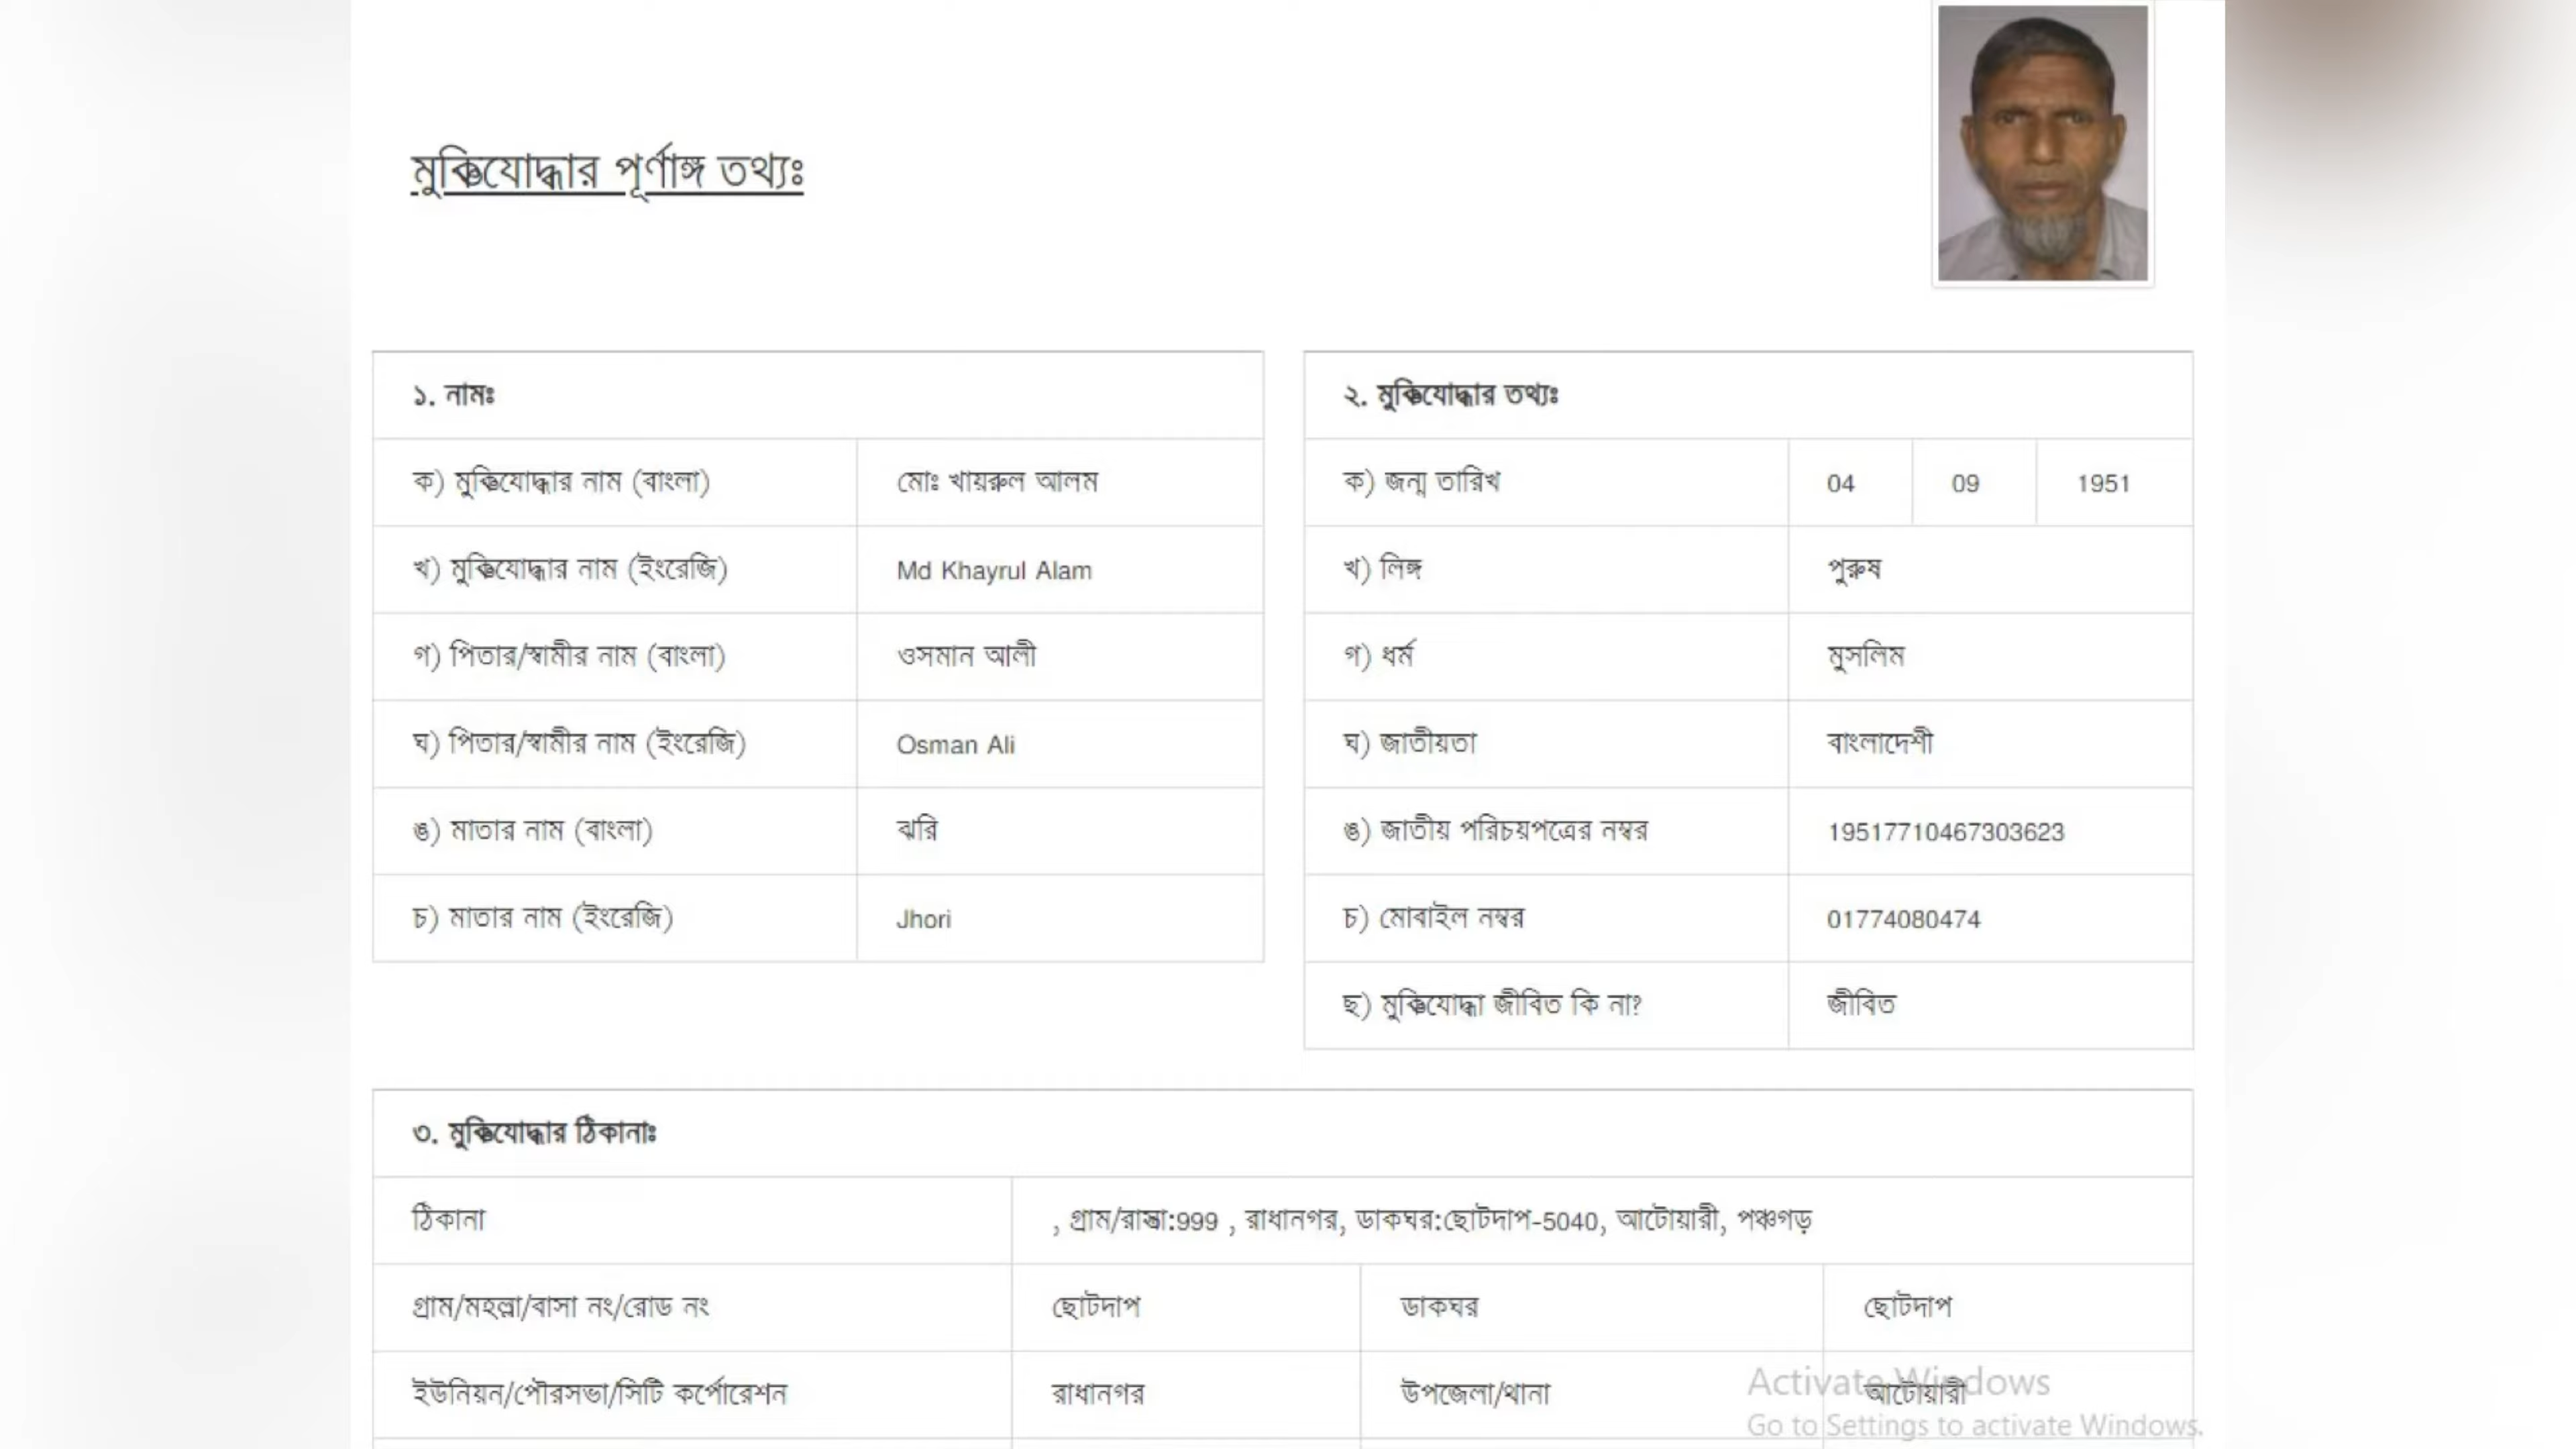 মুক্তিযোদ্ধার পূর্ণাঙ্গ তথ্যঃ
১. নামঃ
ক) মুক্তিযোদ্ধার নাম (বাংলা) মোঃ খায়রুল আলম
খ) মুক্তিযোদ্ধার নাম (ইংরেজি) Md Khayrul Alam
গ) পিতার/স্বামীর নাম (বাংলা) ওসমান আলী
ঘ) পিতার/স্বামীর নাম (ইংরেজি) Osman Ali
ঙ) মাতার নাম (বাংলা) ঝরি
চ) মাতার নাম (ইংরেজি) Jhori
২. মুক্তিযোদ্ধার তথ্যঃ
ক) জন্ম তারিখ 04 09 1951
খ) লিঙ্গ পুরুষ
গ) ধর্ম মুসলিম
ঘ) জাতীয়তা বাংলাদেশী
ঙ) জাতীয় পরিচয়পত্রের নম্বর 19517710467303623
চ) মোবাইল নম্বর 01774080474
ছ) মুক্তিযোদ্ধা জীবিত কি না? জীবিত
৩. মুক্তিযোদ্ধার ঠিকানাঃ
ঠিকানা , গ্রাম/রাস্তা:999 , রাধানগর, ডাকঘর:ছোটদাপ-5040, আটোয়ারী, পঞ্চগড়
গ্রাম/মহল্লা/বাসা নং/রোড নং ছোটদাপ ডাকঘর ছোটদাপ
ইউনিয়ন/পৌরসভা/সিটি কর্পোরেশন রাধানগর উপজেলা/থানা আটোয়ারী
Activate Windows
Go to Settings to activate Windows.